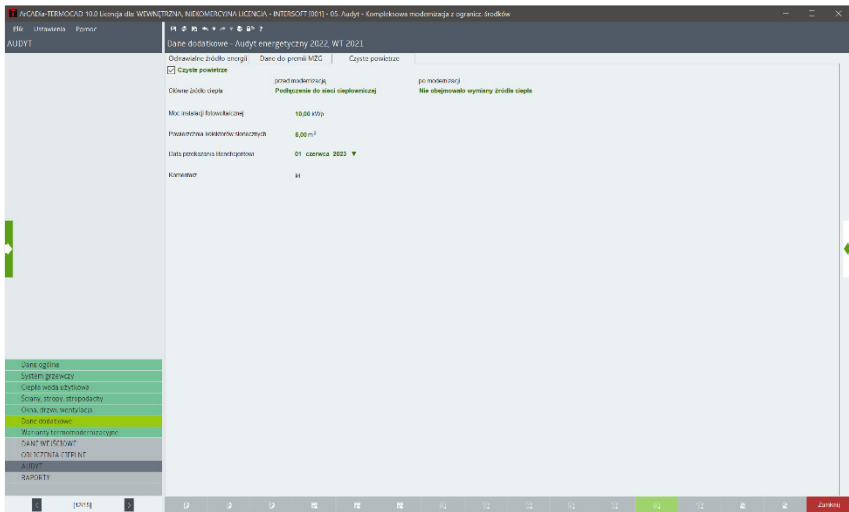 ArCADia-TERMOCAD 10.0 Licencja dla: WEWNĘTRZNA, NIEKOMERCYJNA LICENCJA - INTERSOFT [001] - 05. Audyt - Kompleksowa modernizacja z ogranicz. środków
Plik Ustawienia Pomoc
AUDYT
Dane dodatkowe - Audyt energetyczny 2022, WT 2021
Odnawialne źródło energii Dane do premii MZG Czyste powietrze
Czyste powietrze
przed modernizacją po modernizacji
Główne źródło ciepła Podłączenie do sieci ciepłowniczej Nie obejmowało wymiany źródła ciepła
Moc instalacji fotowoltaicznej 10,00 kWp
Powierzchnia kolektorów słonecznych 5,00 m²
Data przekazania beneficjentowi 01 czerwca 2023
Komentarz
Dane ogólne
System grzewczy
Ciepła woda użytkowa
Ściany, stropy, stropodachy
Okna, drzwi, wentylacja
Dane dodatkowe
Warianty termomodernizacyjne
DANE WEJŚCIOWE
OBLICZENIA CIEPLNE
AUDYT
RAPORTY
[12/15] Zamknij